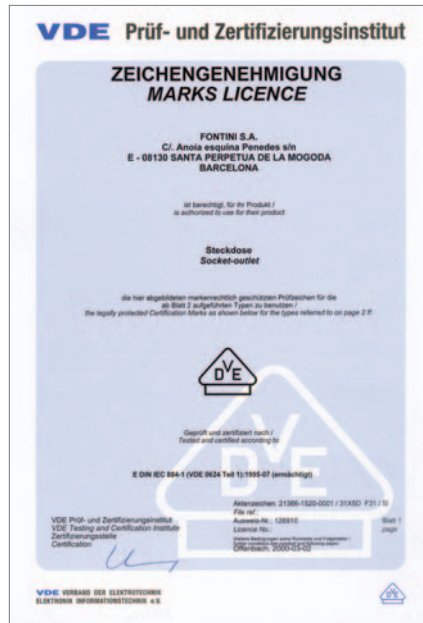 VDE Prüf- und Zertifizierungsinstitut
ZEICHENGENEHMIGUNG
MARKS LICENCE
FONTINI S.A.
C/. Anoia esquina Penedes s/n
E - 08130 SANTA PERPETUA DE LA MOGODA
BARCELONA
ist berechtigt, für ihr Produkt /
is authorized to use for their product
Steckdose
Socket-outlet
die hier abgebildeten markenrechtlich geschützten Prüfzeichen für die
ab Blatt 2 aufgeführten Typen zu benutzen /
the legally protected Certification Marks as shown below for the types referred to on page 2 ff
DVE
Geprüft und zertifiziert nach /
Tested and certified according to
DVE
E DIN IEC 884-1 (VDE 0624 Teil 1):1995-07 (ermächtigt)
Aktenzeichen: 21386-1520-0001 / 31X5D F31 / SI
File ref.:
VDE Prüf- und Zertifizierungsinstitut Ausweis-Nr.: 126910 Blatt 1
VDE Testing and Certification Institute Licence No.: page
Zertifizierungsstelle
Certification
Offenbach, 2000-03-02
VDE VERBAND DER ELEKTROTECHNIK
ELEKTRONIK INFORMATIONSTECHNIK e.V.